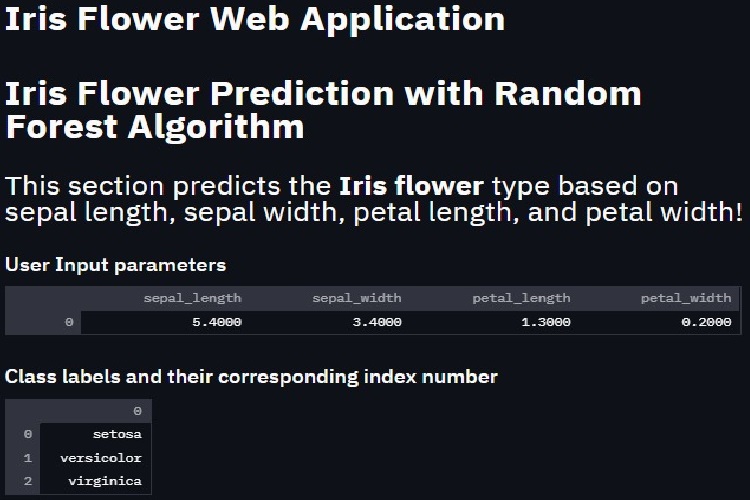 Iris Flower Web Application
Iris Flower Prediction with Random
Forest Algorithm
This section predicts the Iris flower type based on
sepal length, sepal width, petal length, and petal width!
User Input parameters
sepal_length sepal_width petal_length petal_width
0 5.4000 3.4000 1.3000 0.2000
Class labels and their corresponding index number
0
0 setosa
1 versicolor
2 virginica